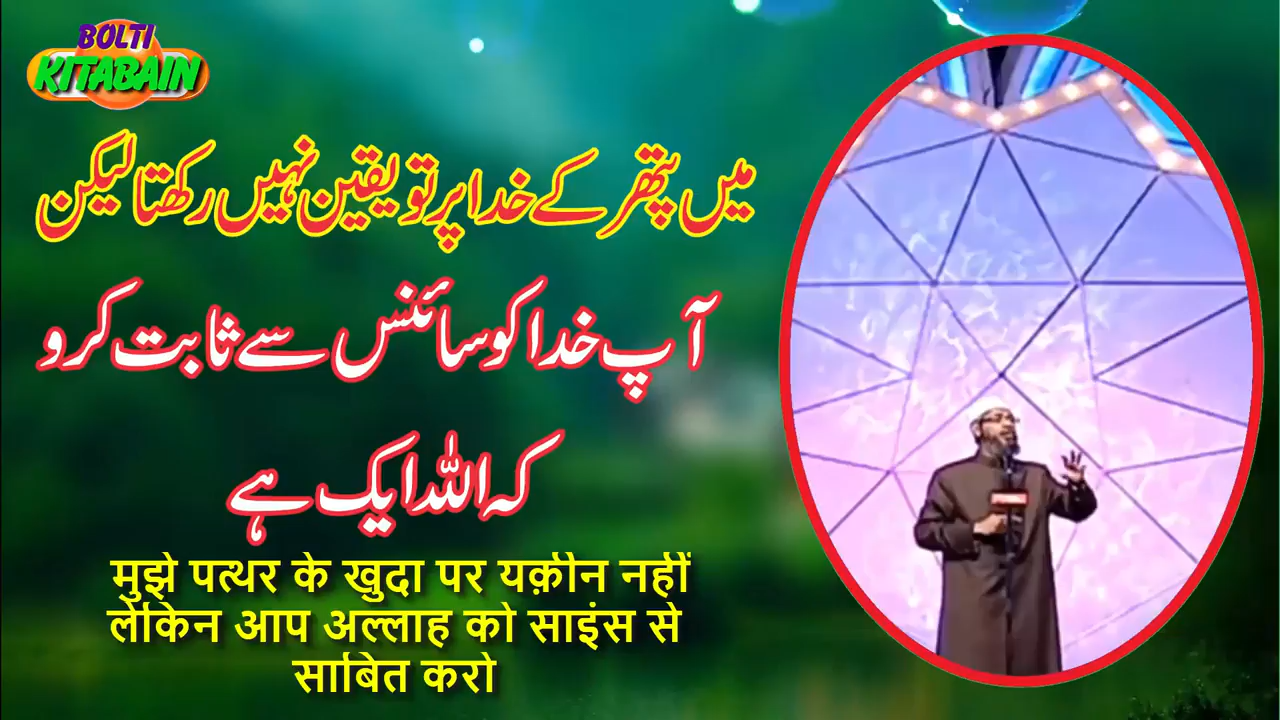 BOLTI
KITABAIN
میں پتھر کے خدا پر تو یقین نہیں رکھتا لیکن
آپ خدا کو سائنس سے ثابت کرو
کہ اللہ ایک ہے
मुझे पत्थर के खुदा पर यक़ीन नहीं
लेकिन आप अल्लाह को साइंस से
साबित करो